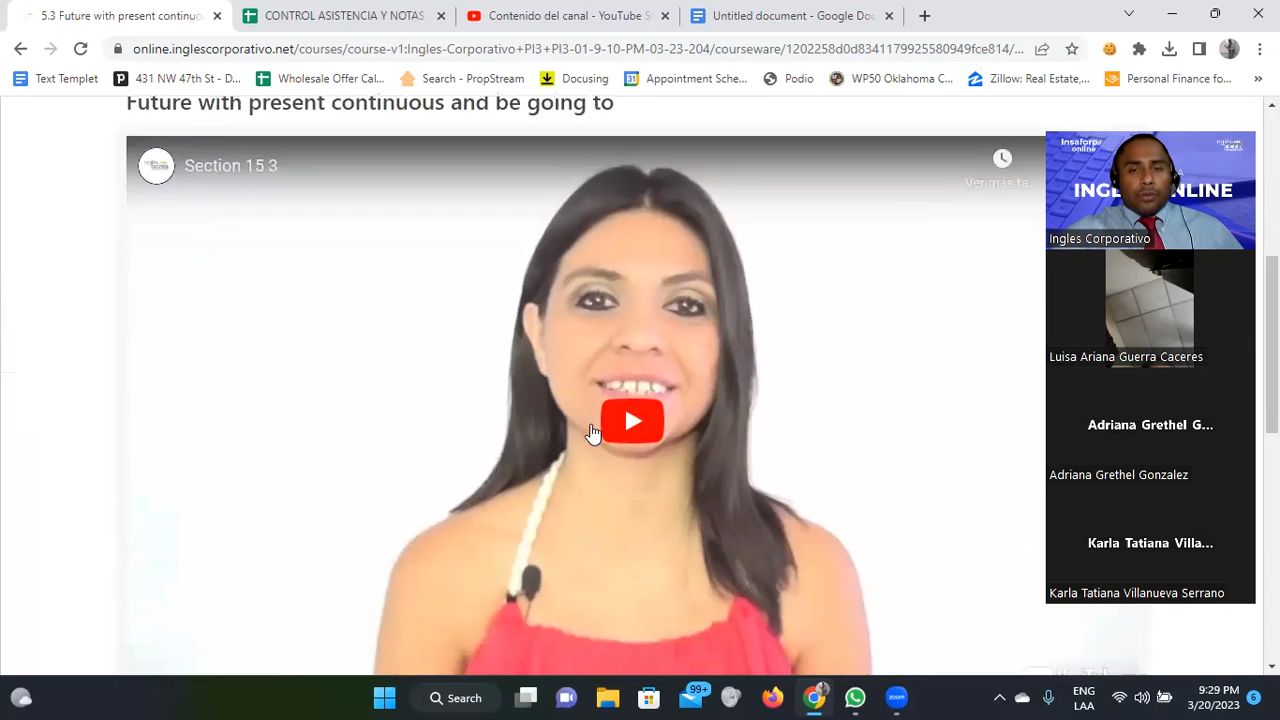 5.3 Future with present continuou
CONTROL ASISTENCIA Y NOTAS
Contenido del canal - YouTube S
Untitled document - Google Doc
online.inglescorporativo.net/courses/course-v1:Ingles-Corporativo+PI3+PI3-01-9-10-PM-03-23-204/courseware/1202258d0d8341179925580949fce814/...
Text Templet
431 NW 47th St - D...
Wholesale Offer Cal...
Search - PropStream
Docusing
Appointment Sche...
Podio
WP50 Oklahoma C...
Zillow: Real Estate,...
Personal Finance fo...
Future with present continuous and be going to
Section 15 3
Ver más ta
Insaforp
online
INGL NLINE
Ingles Corporativo
Luisa Ariana Guerra Caceres
Adriana Grethel G...
Adriana Grethel Gonzalez
Karla Tatiana Villa...
Karla Tatiana Villanueva Serrano
Search
99+
ENG
LAA
9:29 PM
3/20/2023
6